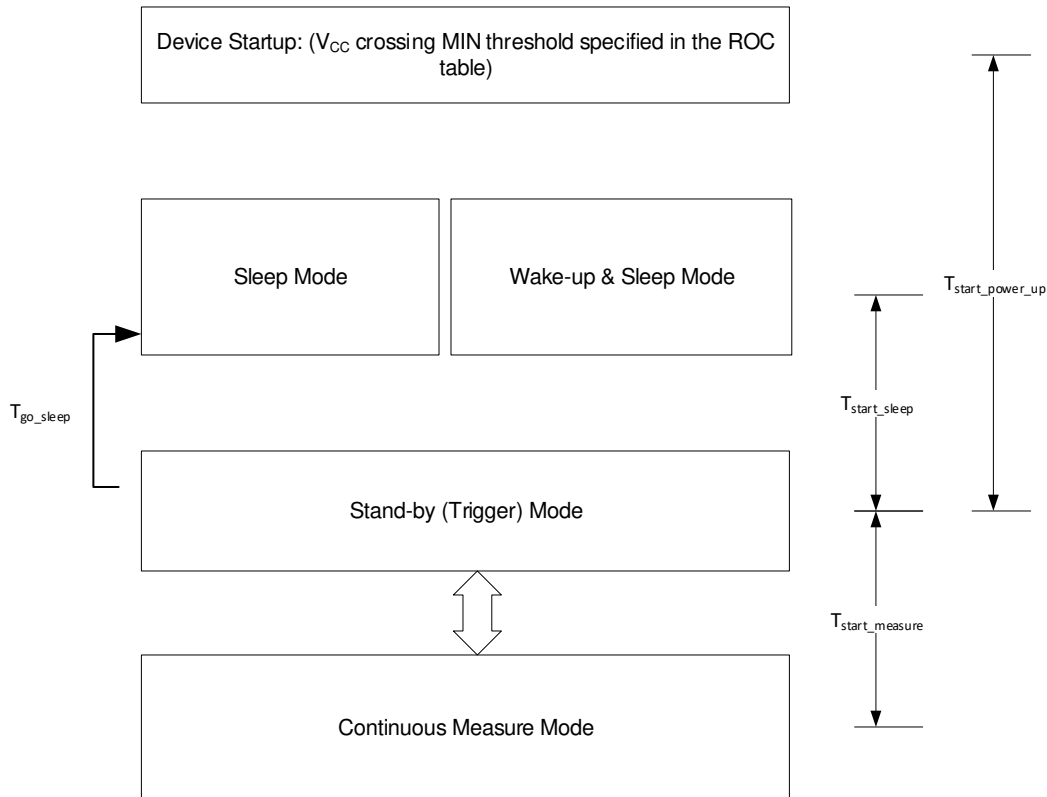 Device Startup: (VCC crossing MIN threshold specified in the ROC
table)
Sleep Mode
Wake-up & Sleep Mode
Tstart_power_up
Tgo_sleep
Tstart_sleep
Stand-by (Trigger) Mode
Tstart_measure
Continuous Measure Mode